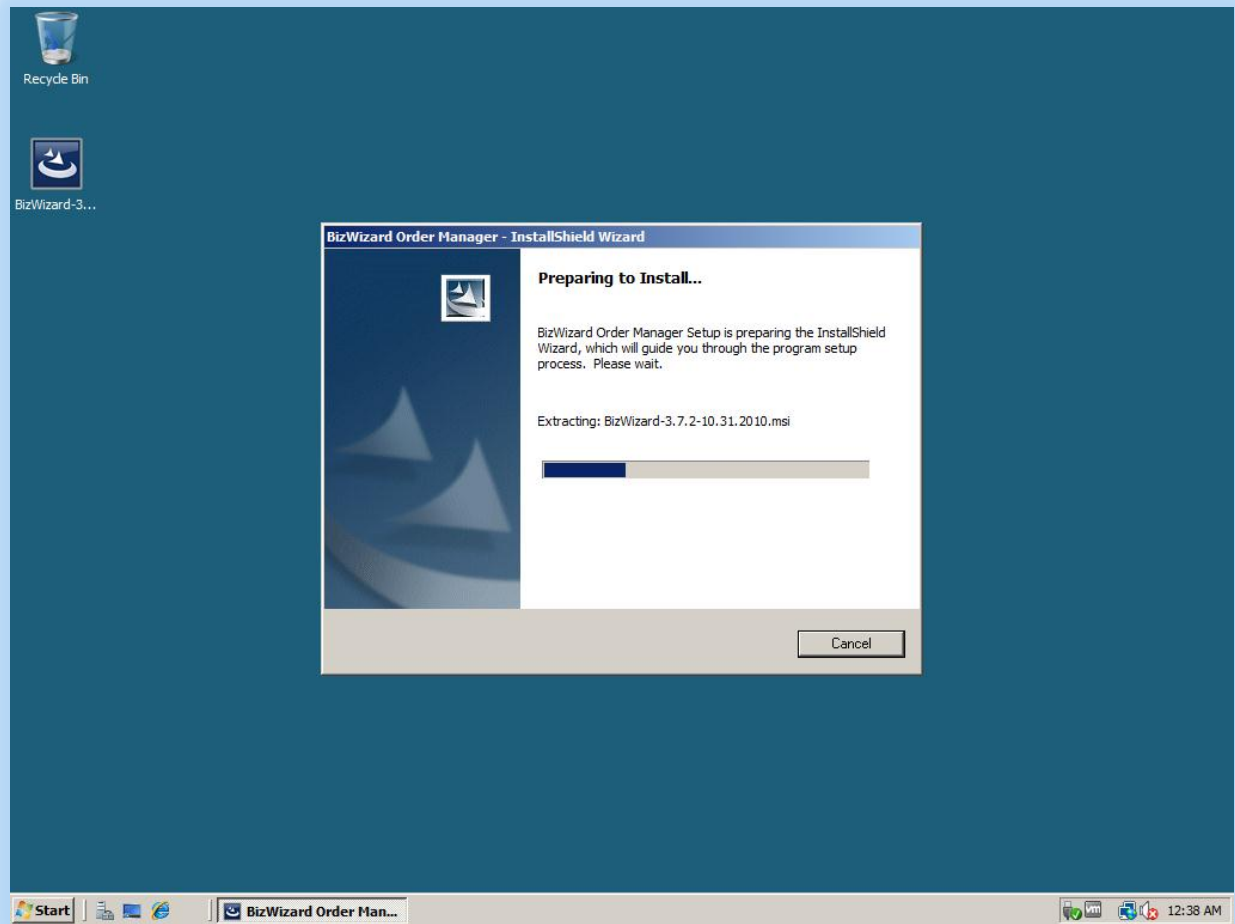 Recycle Bin
BizWizard-3...
BizWizard Order Manager - InstallShield Wizard
Preparing to Install...
BizWizard Order Manager Setup is preparing the InstallShield
Wizard, which will guide you through the program setup
process. Please wait.
Extracting: BizWizard-3.7.2-10.31.2010.msi
Cancel
Start
BizWizard Order Man...
vm
12:38 AM